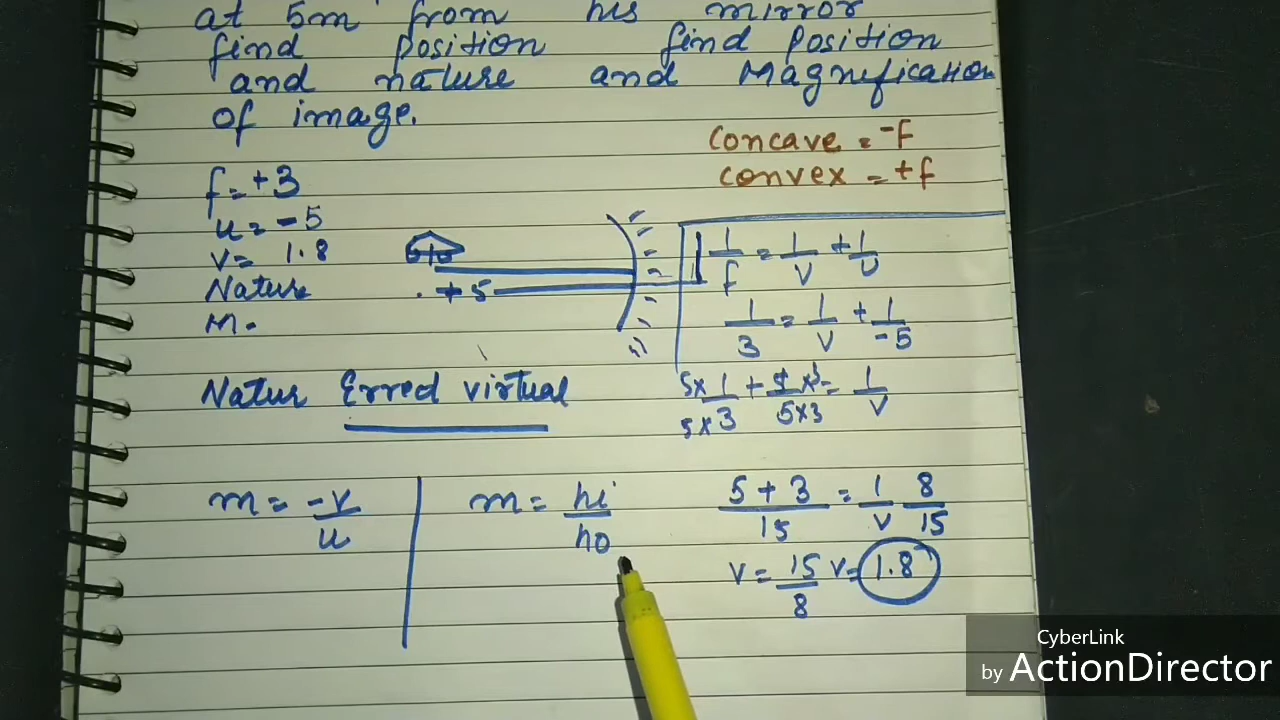 at 5m from his mirror
find position find position
and nature and Magnification
of image.
concave = -f
convex = +f
f = +3
u = -5
v = 1.8
Nature
M.
+5
1/f = 1/v + 1/u
1/3 = 1/v + 1/-5
Natur Erred virtual
m = -v/u
m = hi/ho
5+3/15 = 1/v 8/15
v = 15/8 v = 1.8
CyberLink
by ActionDirector